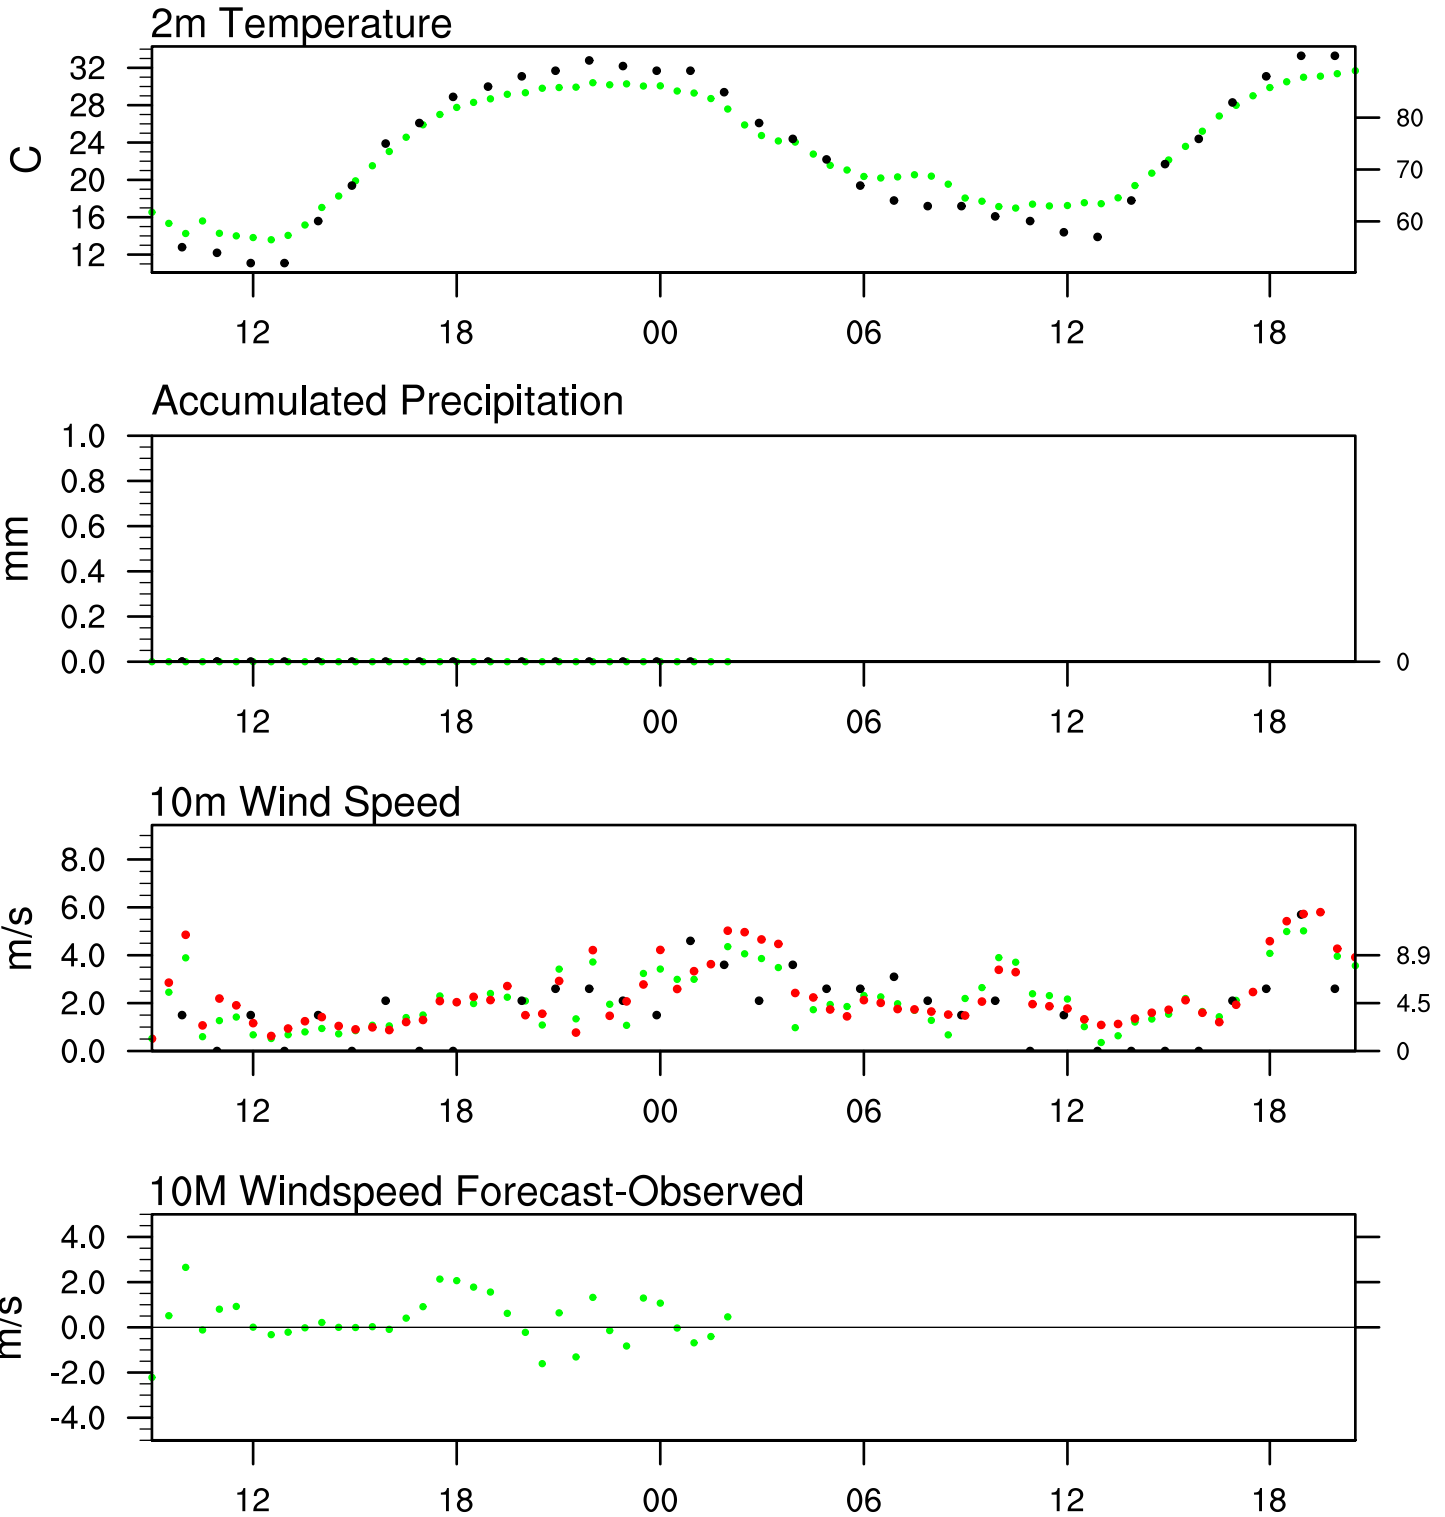 2m Temperature
32
28
24
20
16
12
C
80
70
60
12 18 00 06 12 18
Accumulated Precipitation
1.0
0.8
0.6
0.4
0.2
0.0
mm
0
12 18 00 06 12 18
10m Wind Speed
8.0
6.0
4.0
2.0
0.0
m/s
8.9
4.5
0
12 18 00 06 12 18
10M Windspeed Forecast-Observed
4.0
2.0
0.0
-2.0
-4.0
m/s
12 18 00 06 12 18